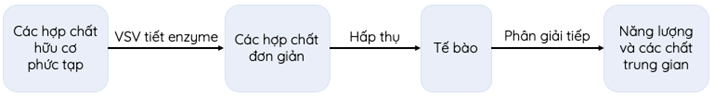 Các hợp chất
hữu cơ
phức tạp
VSV tiết enzyme
Các hợp chất
đơn giản
Hấp thụ
Tế bào
Phân giải tiếp
Năng lượng
và các chất
trung gian